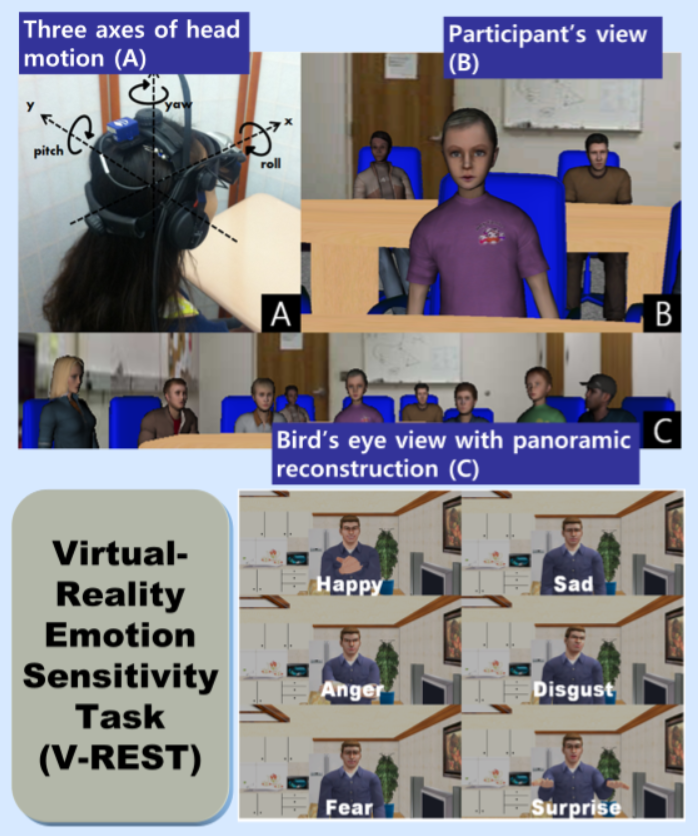 Three axes of head
motion (A)
Participant's view
(B)
y
yaw
x
pitch
roll
A
B
C
Bird's eye view with panoramic
reconstruction (C)
Virtual-
Reality
Emotion
Sensitivity
Task
(V-REST)
Happy
Sad
Anger
Disgust
Fear
Surprise